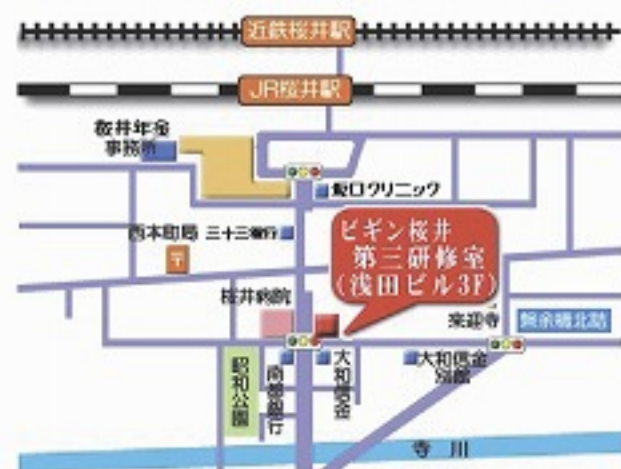 近鉄桜井駅
JR桜井駅
桜井年金
事務所
坂口クリニック
西本町局
三十三銀行
〒
ビギン桜井
第三研修室
(浅田ビル3F)
桜井病院
来迎寺
磐余橋北詰
昭和公園
南都銀行
大和信金
大和信金
別館
寺川